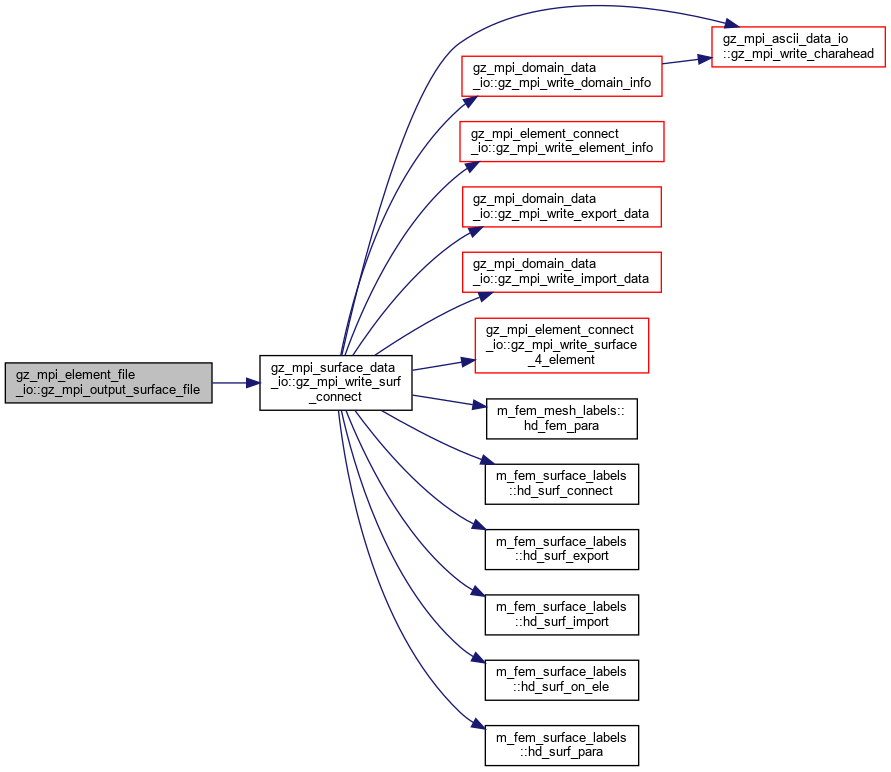 gz_mpi_ascii_data_io
::gz_mpi_write_charahead
gz_mpi_domain_data
_io::gz_mpi_write_domain_info
gz_mpi_element_connect
_io::gz_mpi_write_element_info
gz_mpi_domain_data
_io::gz_mpi_write_export_data
gz_mpi_domain_data
_io::gz_mpi_write_import_data
gz_mpi_element_connect
_io::gz_mpi_write_surface
_4_element
gz_mpi_element_file
_io::gz_mpi_output_surface_file
gz_mpi_surface_data
_io::gz_mpi_write_surf
_connect
m_fem_mesh_labels::
hd_fem_para
m_fem_surface_labels
::hd_surf_connect
m_fem_surface_labels
::hd_surf_export
m_fem_surface_labels
::hd_surf_import
m_fem_surface_labels
::hd_surf_on_ele
m_fem_surface_labels
::hd_surf_para